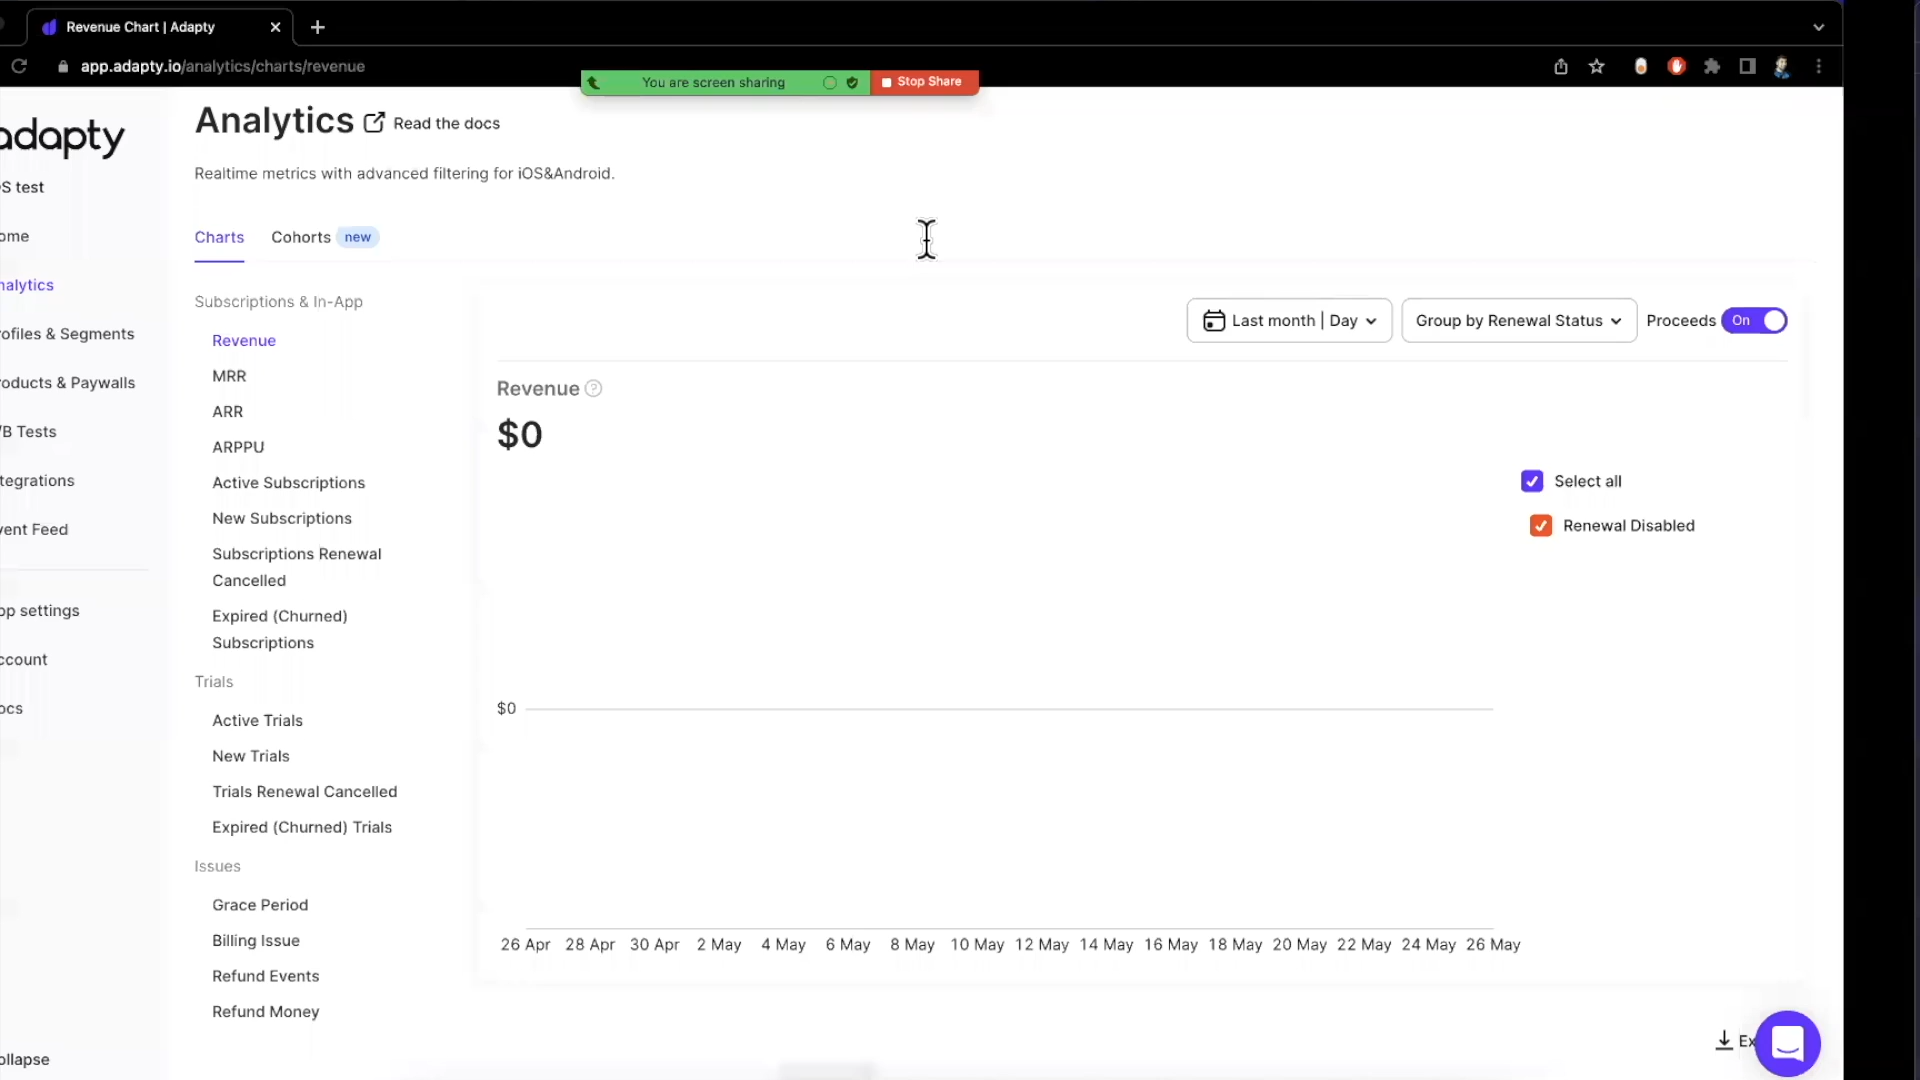 Revenue Chart | Adapty
app.adapty.io/analytics/charts/revenue
You are screen sharing
Stop Share
adapty
S test
ome
nalytics
rofiles & Segments
roducts & Paywalls
/B Tests
tegrations
vent Feed
pp settings
ccount
ocs
ollapse
Analytics
Read the docs
Realtime metrics with advanced filtering for iOS&Android.
Charts
Cohorts new
Subscriptions & In-App
Revenue
MRR
ARR
ARPPU
Active Subscriptions
New Subscriptions
Subscriptions Renewal
Cancelled
Expired (Churned)
Subscriptions
Trials
Active Trials
New Trials
Trials Renewal Cancelled
Expired (Churned) Trials
Issues
Grace Period
Billing Issue
Refund Events
Refund Money
Last month | Day
Group by Renewal Status
Proceeds On
Revenue ?
$0
Select all
Renewal Disabled
$0
26 Apr 28 Apr 30 Apr 2 May 4 May 6 May 8 May 10 May 12 May 14 May 16 May 18 May 20 May 22 May 24 May 26 May
Ex